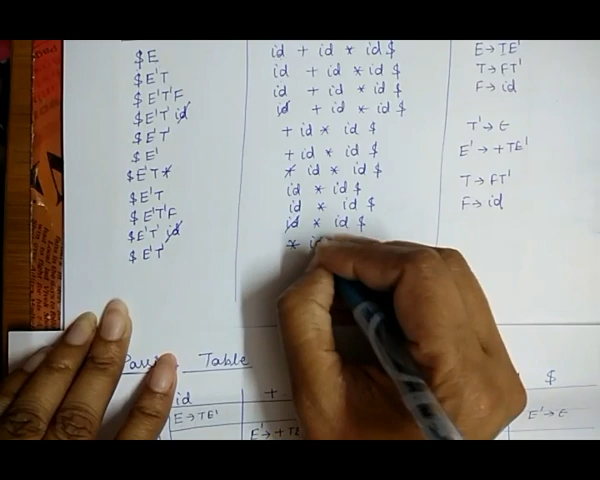 $E id + id * id $ E→TE'
$E'T id + id * id $ T→FT'
$E'T'F id + id * id $ F→id
$E'T' id id + id * id $
$E'T' + id * id $ T'→ε
$E' + id * id $ E'→+TE'
$E'T* * id * id $
$E'T id * id $ T→FT'
$E'T'F id * id $ F→id
$E'T' id id * id $
$E'T' * id
Table
id + $
E→TE' E'→+TE E'→ε